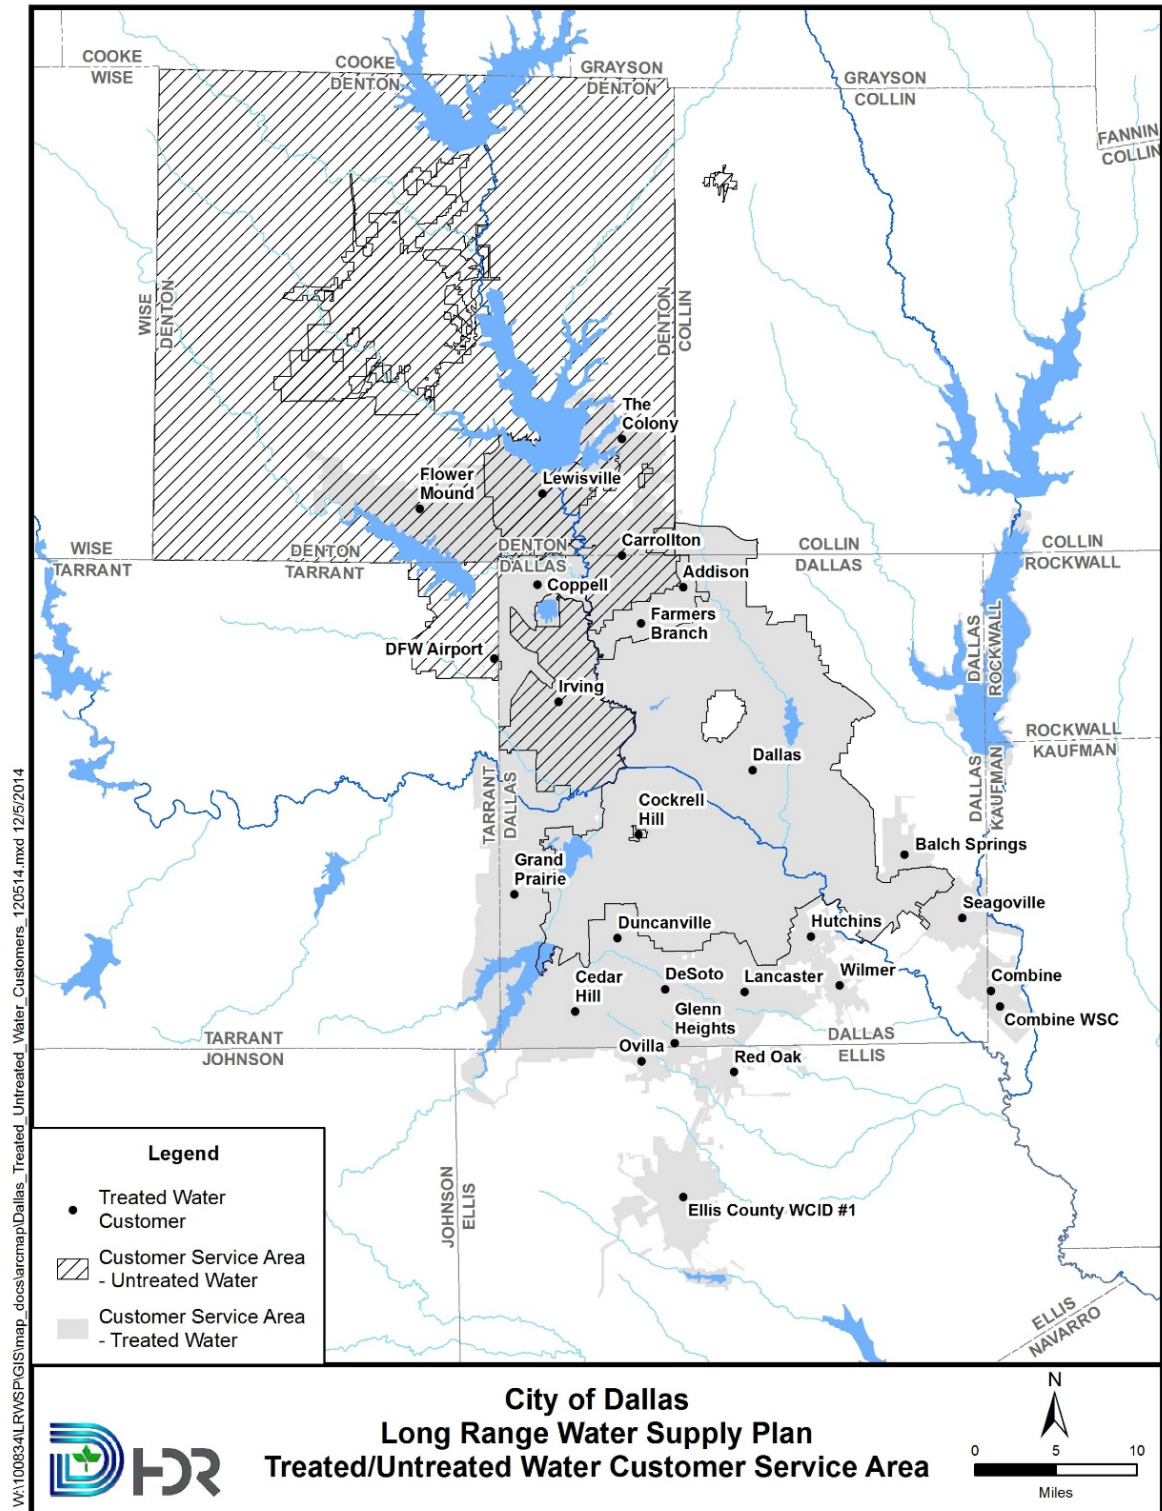 COOKE
WISE
COOKE
DENTON
GRAYSON
DENTON
GRAYSON
COLLIN
FANNIN
COLLIN
WISE
DENTON
DENTON
COLLIN
The
Colony
Flower
Mound
Lewisville
WISE
TARRANT
DENTON
TARRANT
DENTON
DALLAS
Carrollton
COLLIN
DALLAS
COLLIN
ROCKWALL
Coppell
Addison
Farmers
Branch
DFW Airport
DALLAS
ROCKWALL
Irving
ROCKWALL
KAUFMAN
Dallas
TARRANT
DALLAS
DALLAS
KAUFMAN
Cockrell
Hill
Balch Springs
Grand
Prairie
Seagoville
Duncanville
Hutchins
Cedar
Hill
DeSoto
Lancaster
Wilmer
Combine
Combine WSC
Glenn
Heights
TARRANT
JOHNSON
Ovilla
Red Oak
DALLAS
ELLIS
JOHNSON
ELLIS
Ellis County WCID #1
ELLIS
NAVARRO
Legend
Treated Water
Customer
Customer Service Area
- Untreated Water
Customer Service Area
- Treated Water
W:\100834\LRWSP\GIS\map_docs\arcmap\Dallas_Treated_Untreated_Water_Customers_120514.mxd 12/5/2014
HDR
City of Dallas
Long Range Water Supply Plan
Treated/Untreated Water Customer Service Area
N
0 5 10
Miles